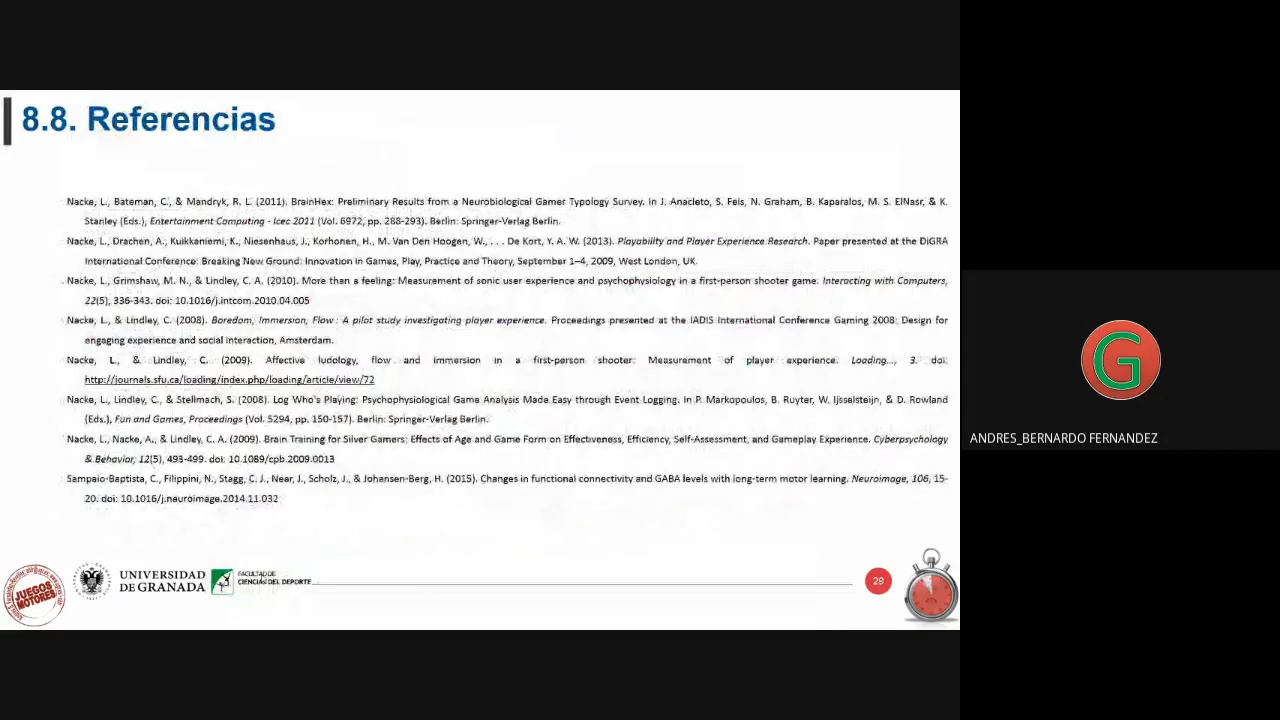 8.8. Referencias
Nacke, L., Bateman, C., & Mandryk, R. L. (2011). BrainHex: Preliminary Results from a Neurobiological Gamer Typology Survey. In J. Anacleto, S. Fels, N. Graham, B. Kapralos, M. S. ElNasr, & K.
Stanley (Eds.), Entertainment Computing - Icec 2011 (Vol. 6972, pp. 288-293). Berlin: Springer-Verlag Berlin.
Nacke, L., Drachen, A., Kuikkaniemi, K., Niesenhaus, J., Korhonen, H., M. Van Den Hoogen, W., . . . De Kort, Y. A. W. (2013). Playability and Player Experience Research. Paper presented at the DiGRA
International Conference: Breaking New Ground: Innovation in Games, Play, Practice and Theory, September 1–4, 2009, West London, UK.
Nacke, L., Grimshaw, M. N., & Lindley, C. A. (2010). More than a feeling: Measurement of sonic user experience and psychophysiology in a first-person shooter game. Interacting with Computers,
22(5), 336-343. doi: 10.1016/j.intcom.2010.04.005
Nacke, L., & Lindley, C. (2008). Boredom, Immersion, Flow: A pilot study investigating player experience. Proceedings presented at the IADIS International Conference Gaming 2008: Design for
engaging experience and social interaction, Amsterdam.
Nacke, L., & Lindley, C. (2009). Affective ludology, flow and immersion in a first-person shooter: Measurement of player experience. Loading..., 3. doi:
http://journals.sfu.ca/loading/index.php/loading/article/view/72
Nacke, L., Lindley, C., & Stellmach, S. (2008). Log Who's Playing: Psychophysiological Game Analysis Made Easy through Event Logging. In P. Markopoulos, B. Ruyter, W. IJsselsteijn, & D. Rowland
(Eds.), Fun and Games, Proceedings (Vol. 5294, pp. 150-157). Berlin: Springer-Verlag Berlin.
Nacke, L., Nacke, A., & Lindley, C. A. (2009). Brain Training for Silver Gamers: Effects of Age and Game Form on Effectiveness, Efficiency, Self-Assessment, and Gameplay Experience. Cyberpsychology
& Behavior, 12(5), 493-499. doi: 10.1089/cpb.2009.0013
Sampaio-Baptista, C., Filippini, N., Stagg, C. J., Near, J., Scholz, J., & Johansen-Berg, H. (2015). Changes in functional connectivity and GABA levels with long-term motor learning. Neuroimage, 106, 15-
20. doi: 10.1016/j.neuroimage.2014.11.032
JUEGOS
MOTORES
UNIVERSIDAD
DE GRANADA
FACULTAD DE
CIENCIAS DEL DEPORTE
29
G
ANDRES_BERNARDO FERNANDEZ